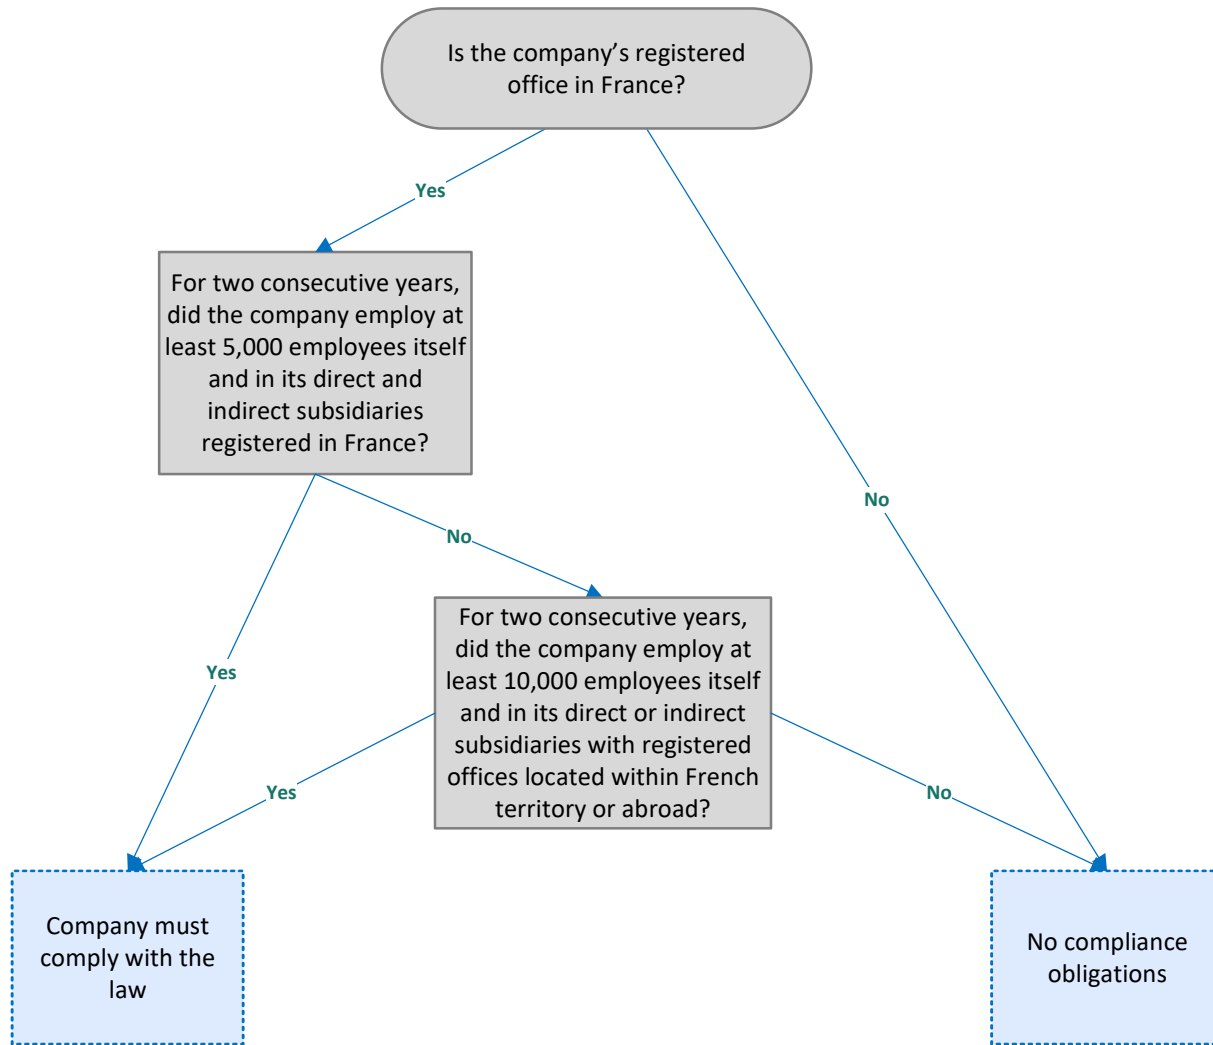 Is the company’s registered
office in France?
Yes
For two consecutive years,
did the company employ at
least 5,000 employees itself
and in its direct and
indirect subsidiaries
registered in France?
No
No
For two consecutive years,
did the company employ at
least 10,000 employees itself
and in its direct or indirect
subsidiaries with registered
offices located within French
territory or abroad?
Yes
Yes
No
Company must
comply with the
law
No compliance
obligations